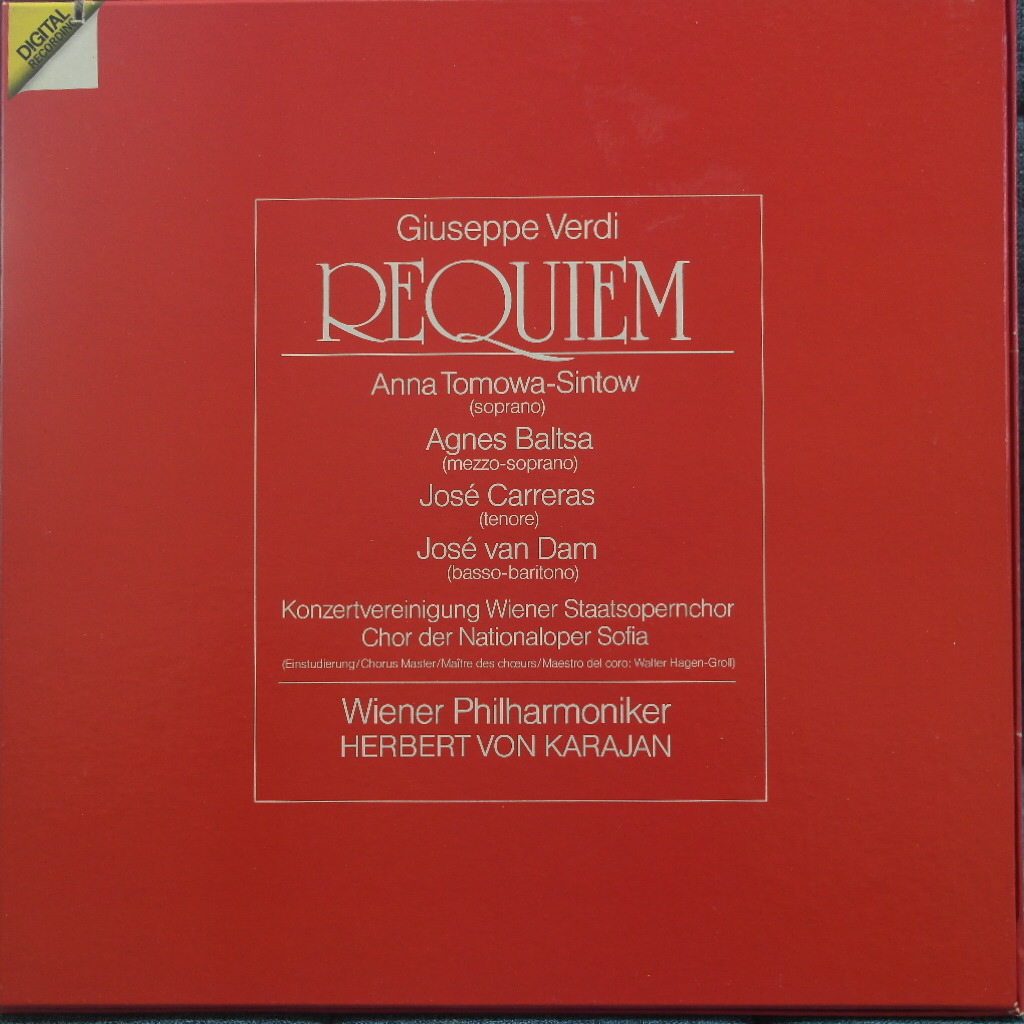 DIGITAL
RECORDING
Giuseppe Verdi
REQUIEM
Anna Tomowa-Sintow
(soprano)
Agnes Baltsa
(mezzo-soprano)
José Carreras
(tenore)
José van Dam
(basso-baritono)
Konzertvereinigung Wiener Staatsopernchor
Chor der Nationaloper Sofia
(Einstudierung/Chorus Master/Maître des chœurs/Maestro del coro: Walter Hagen-Groll)
Wiener Philharmoniker
HERBERT VON KARAJAN